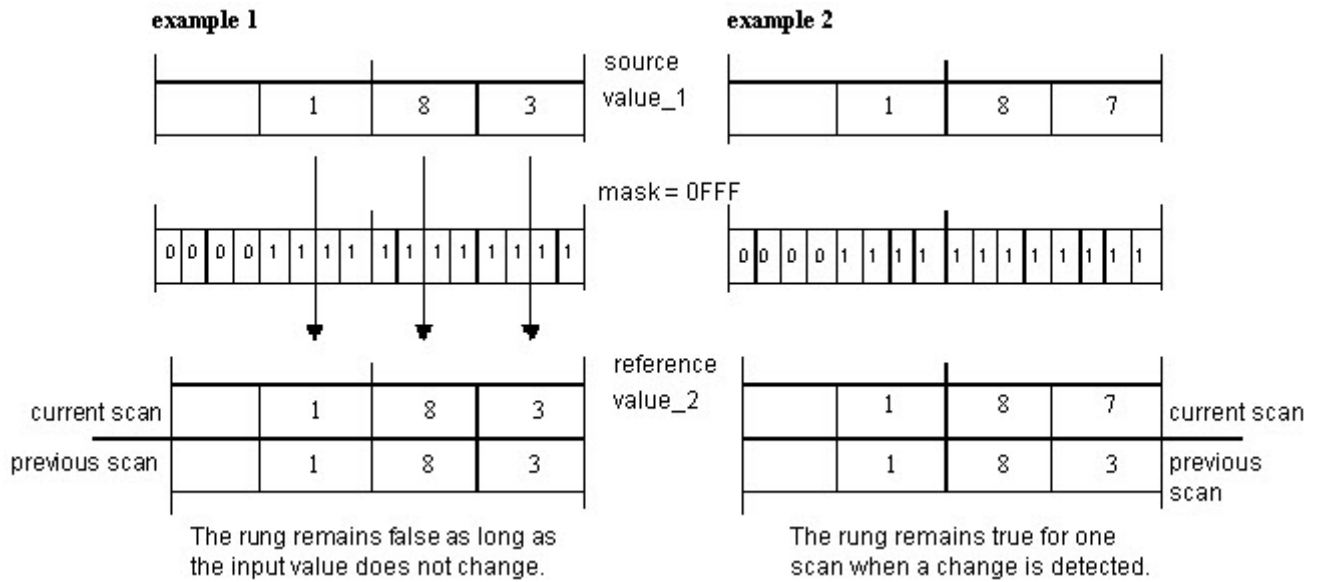 example 1
example 2
source
value_1
1 8 3
1 8 7
mask = 0FFF
0 0 0 0 1 1 1 1 1 1 1 1 1 1 1 1
0 0 0 0 1 1 1 1 1 1 1 1 1 1 1 1
reference
value_2
current scan
1 8 3
1 8 7
current scan
previous scan
1 8 3
1 8 3
previous
scan
The rung remains false as long as
the input value does not change.
The rung remains true for one
scan when a change is detected.